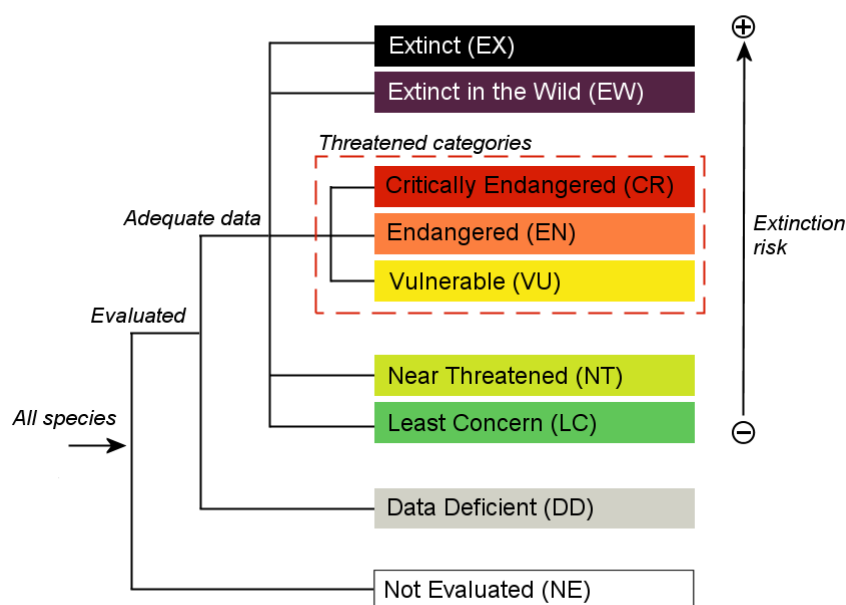 Extinct (EX)
Extinct in the Wild (EW)
Threatened categories
Critically Endangered (CR)
Adequate data
Endangered (EN)
Extinction
risk
Vulnerable (VU)
Evaluated
Near Threatened (NT)
All species
Least Concern (LC)
Data Deficient (DD)
Not Evaluated (NE)